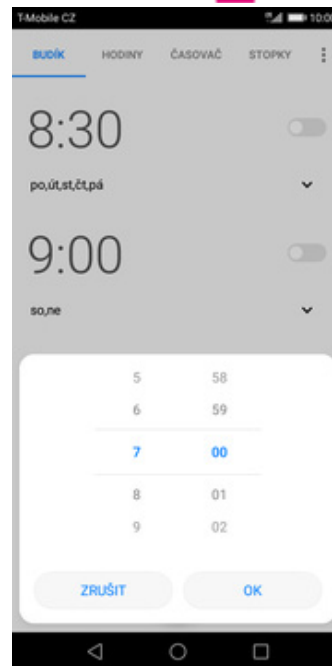 T-Mobile CZ 10:00
BUDÍK HODINY ČASOVAČ STOPKY
8:30
po,út,st,čt,pá
9:00
so,ne
5 58
6 59
7 00
8 01
9 02
ZRUŠIT OK